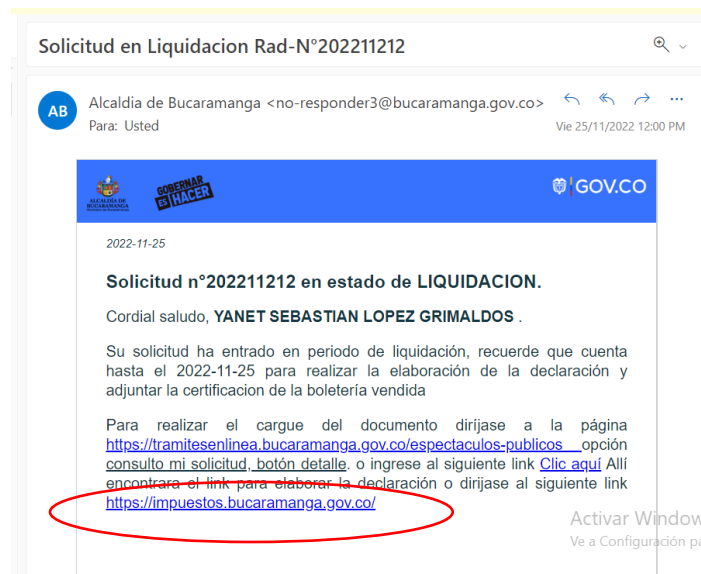 Solicitud en Liquidacion Rad-N°202211212
AB
Alcaldia de Bucaramanga <no-responder3@bucaramanga.gov.co>
Para: Usted
Vie 25/11/2022 12:00 PM
ALCALDÍA DE
BUCARAMANGA
GOBERNAR
ES HACER
GOV.CO
2022-11-25
Solicitud n°202211212 en estado de LIQUIDACION.
Cordial saludo, YANET SEBASTIAN LOPEZ GRIMALDOS .
Su solicitud ha entrado en periodo de liquidación, recuerde que cuenta
hasta el 2022-11-25 para realizar la elaboración de la declaración y
adjuntar la certificacion de la boletería vendida
Para realizar el cargue del documento diríjase a la página
https://tramitesenlinea.bucaramanga.gov.co/espectaculos-publicos opción
consulto mi solicitud, botón detalle. o ingrese al siguiente link Clic aquí Allí
encontrara el link para elaborar la declaración o dirijase al siguiente link
https://impuestos.bucaramanga.gov.co/
Activar Window
Ve a Configuración pa